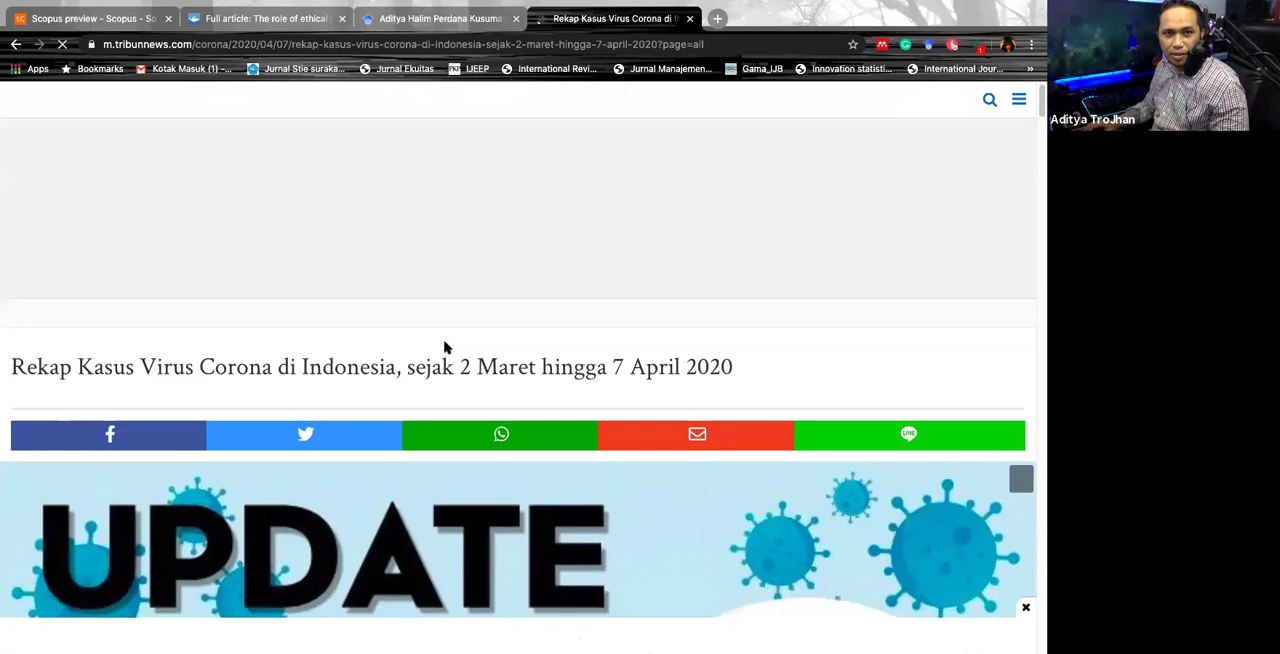 Scopus preview - Scopus - Sc
Full article: The role of ethical
Aditya Halim Perdana Kusuma
Rekap Kasus Virus Corona di In
m.tribunnews.com/corona/2020/04/07/rekap-kasus-virus-corona-di-indonesia-sejak-2-maret-hingga-7-april-2020?page=all
Apps
Bookmarks
Kotak Masuk (1) -...
Jurnal Stie suraka...
Jurnal Ekuitas
IJEEP
International Revi...
Jurnal Manajemen...
Gama_IJB
Innovation statisti...
International Jour...
Aditya TroJhan
Rekap Kasus Virus Corona di Indonesia, sejak 2 Maret hingga 7 April 2020
UPDATE